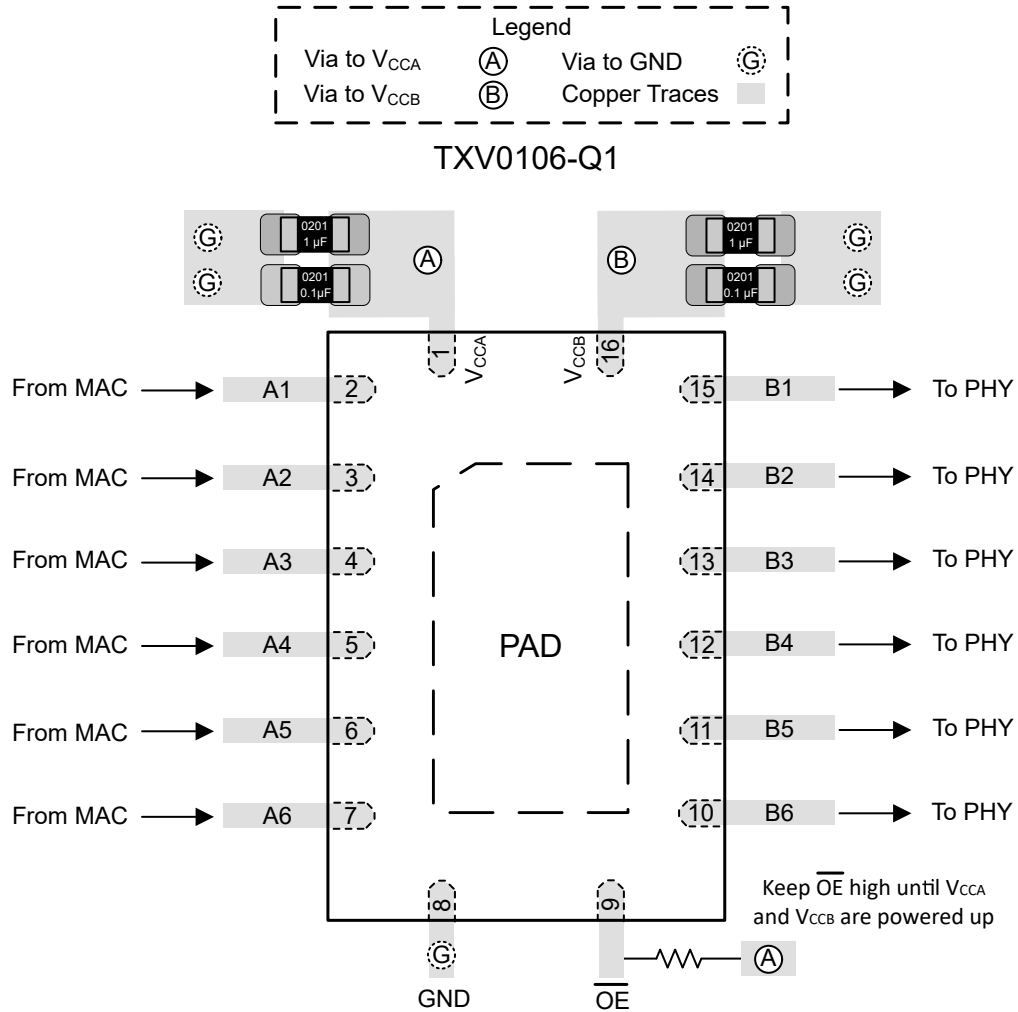 Legend
Via to VCCA Ⓐ Via to GND G
Via to VCCB Ⓑ Copper Traces
TXV0106-Q1
G 0201 1 µF A B 0201 1 µF G
G 0201 0.1µF 0201 0.1 µF G
1 VCCA VCCB 16
From MAC A1 2 15 B1 To PHY
From MAC A2 3 14 B2 To PHY
From MAC A3 4 13 B3 To PHY
From MAC A4 5 PAD 12 B4 To PHY
From MAC A5 6 11 B5 To PHY
From MAC A6 7 10 B6 To PHY
Keep O̅E̅ high until VCCA
and VCCB are powered up
8 9
G A
GND O̅E̅